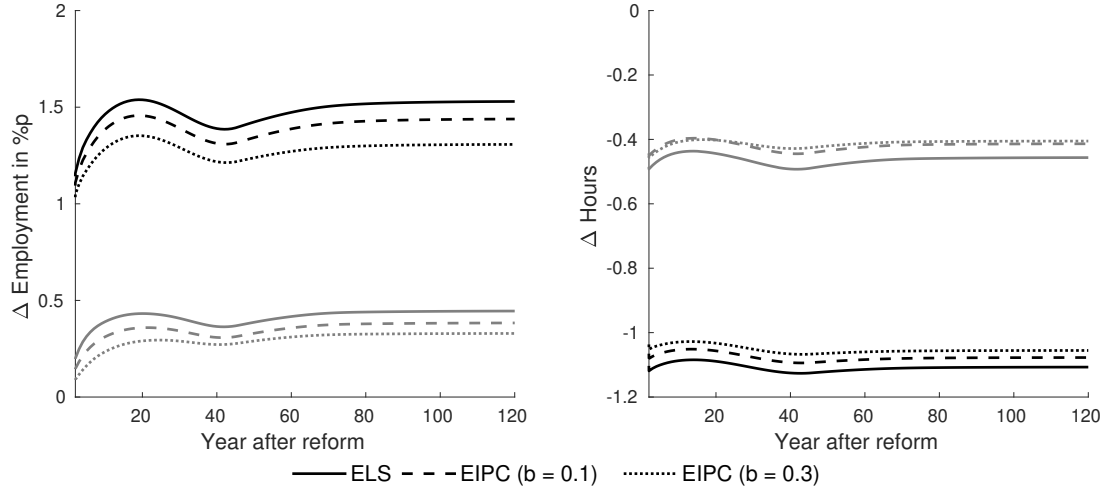 Δ Employment in %p
2
1.5
1
0.5
0
20 40 60 80 100 120
Year after reform
Δ Hours
0
-0.2
-0.4
-0.6
-0.8
-1
-1.2
20 40 60 80 100 120
Year after reform
ELS EIPC (b = 0.1) EIPC (b = 0.3)